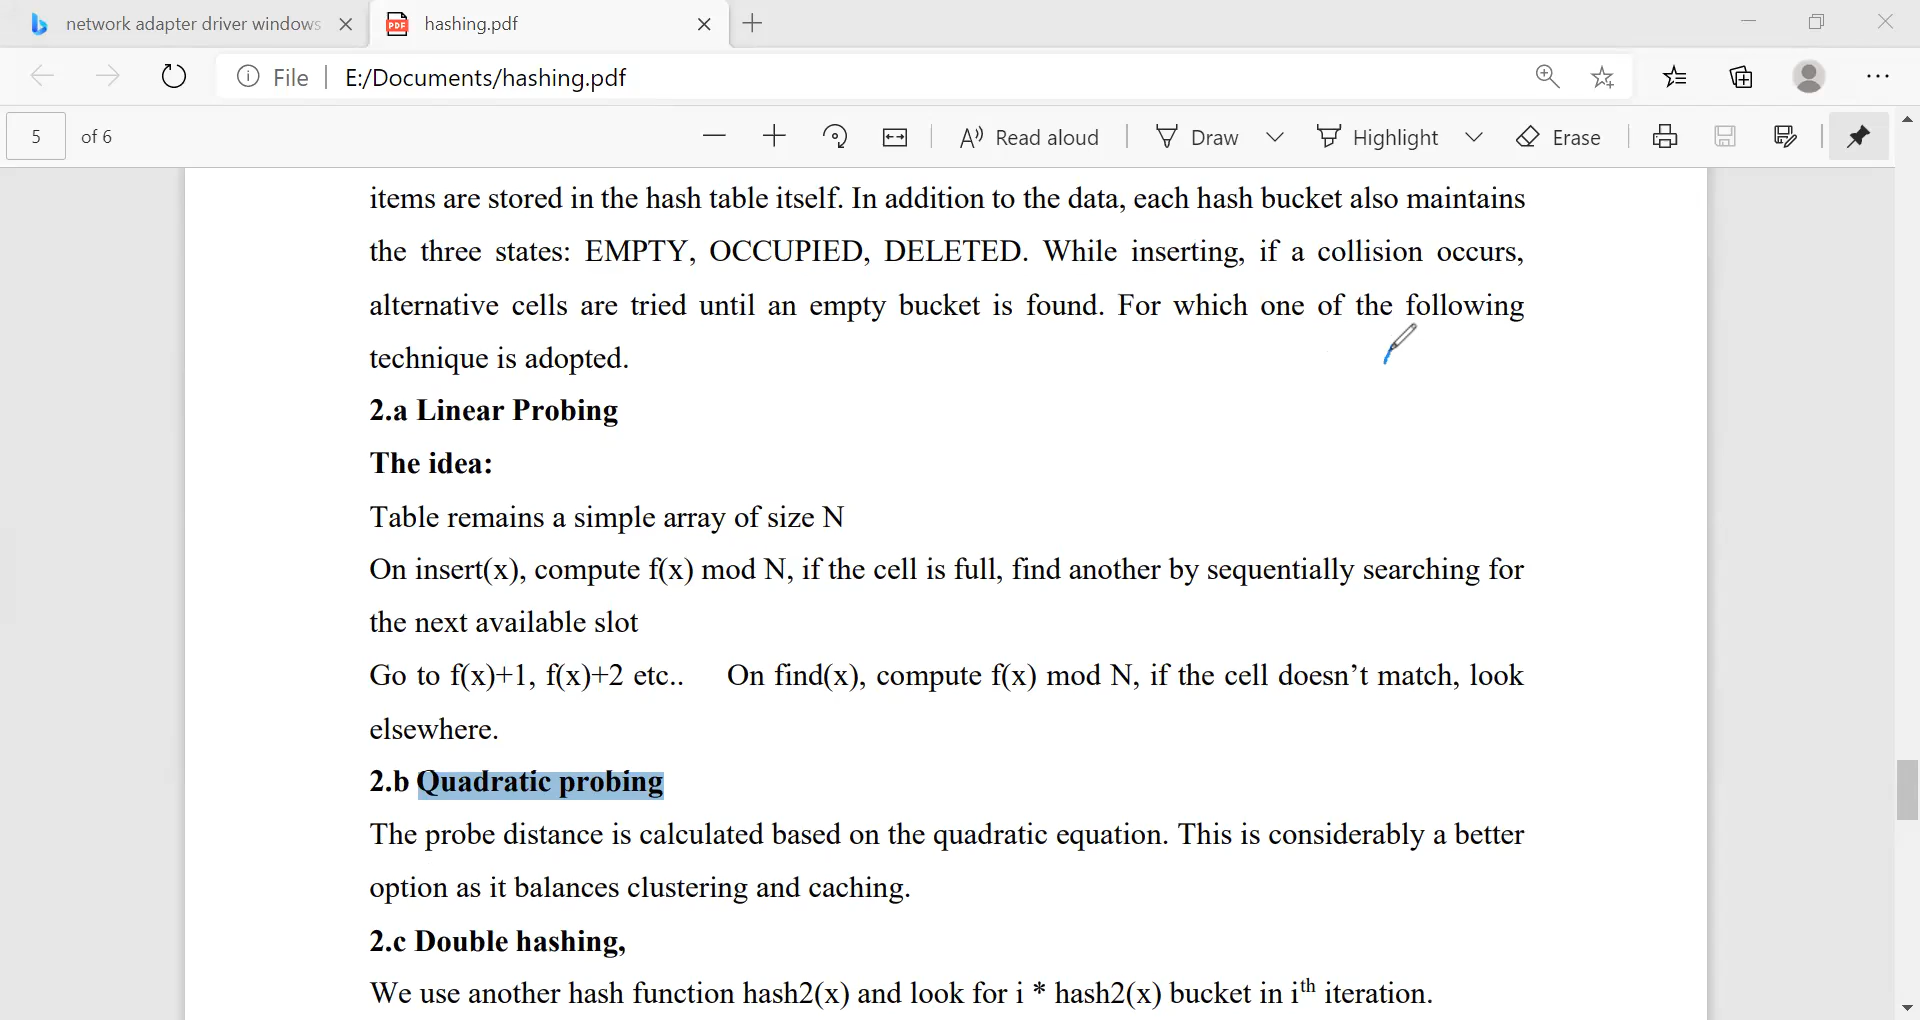 network adapter driver windows
hashing.pdf
File | E:/Documents/hashing.pdf
5 of 6
Read aloud
Draw
Highlight
Erase
items are stored in the hash table itself. In addition to the data, each hash bucket also maintains
the three states: EMPTY, OCCUPIED, DELETED. While inserting, if a collision occurs,
alternative cells are tried until an empty bucket is found. For which one of the following
technique is adopted.
2.a Linear Probing
The idea:
Table remains a simple array of size N
On insert(x), compute f(x) mod N, if the cell is full, find another by sequentially searching for
the next available slot
Go to f(x)+1, f(x)+2 etc.. On find(x), compute f(x) mod N, if the cell doesn’t match, look
elsewhere.
2.b Quadratic probing
The probe distance is calculated based on the quadratic equation. This is considerably a better
option as it balances clustering and caching.
2.c Double hashing,
We use another hash function hash2(x) and look for i * hash2(x) bucket in iᵗʰ iteration.